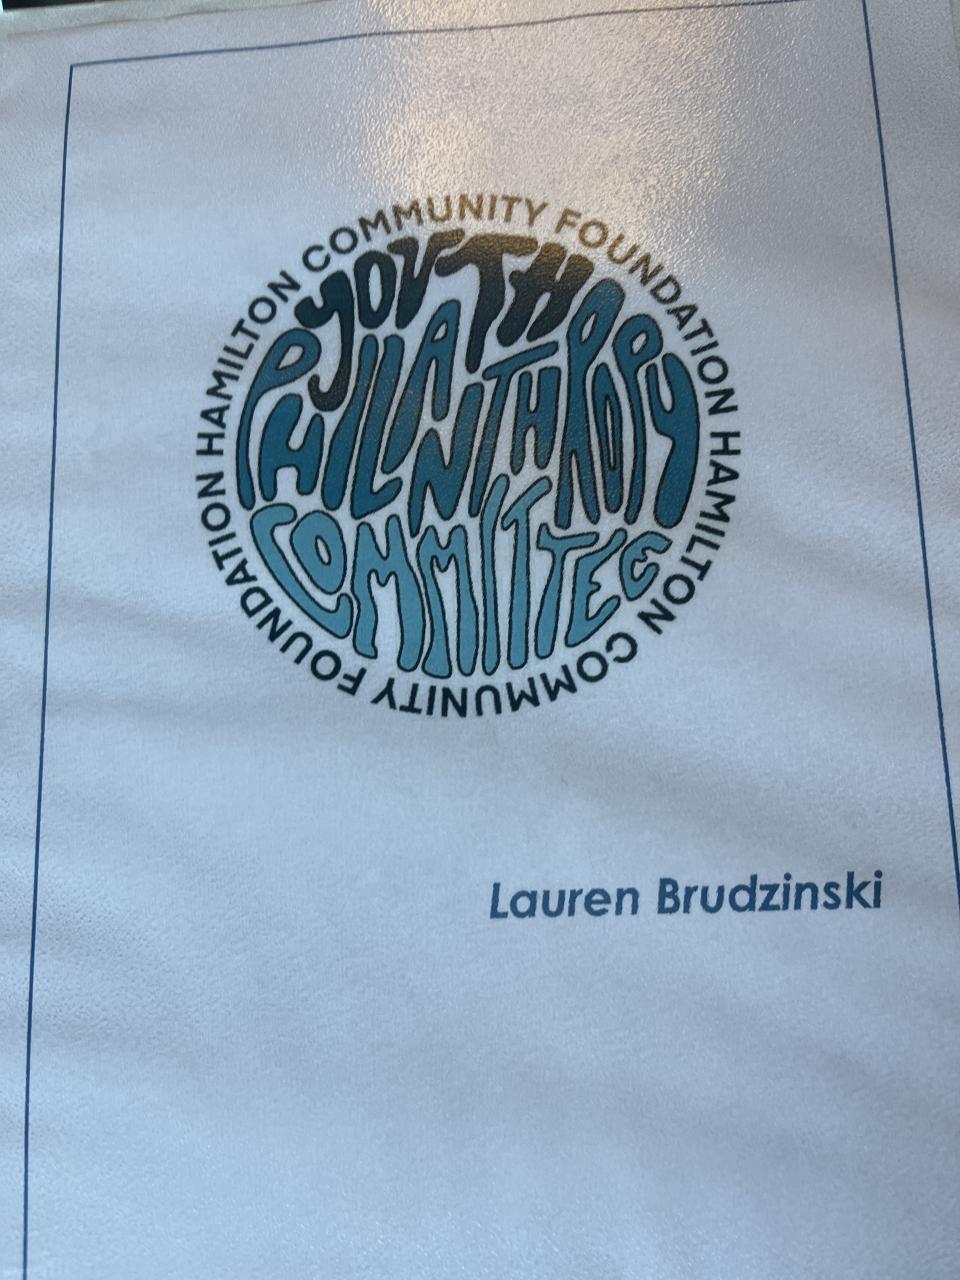 HAMILTON COMMUNITY FOUNDATION HAMILTON COMMUNITY FOUNDATION
YOUTH
PHILANTHROPY
COMMITTEE
Lauren Brudzinski